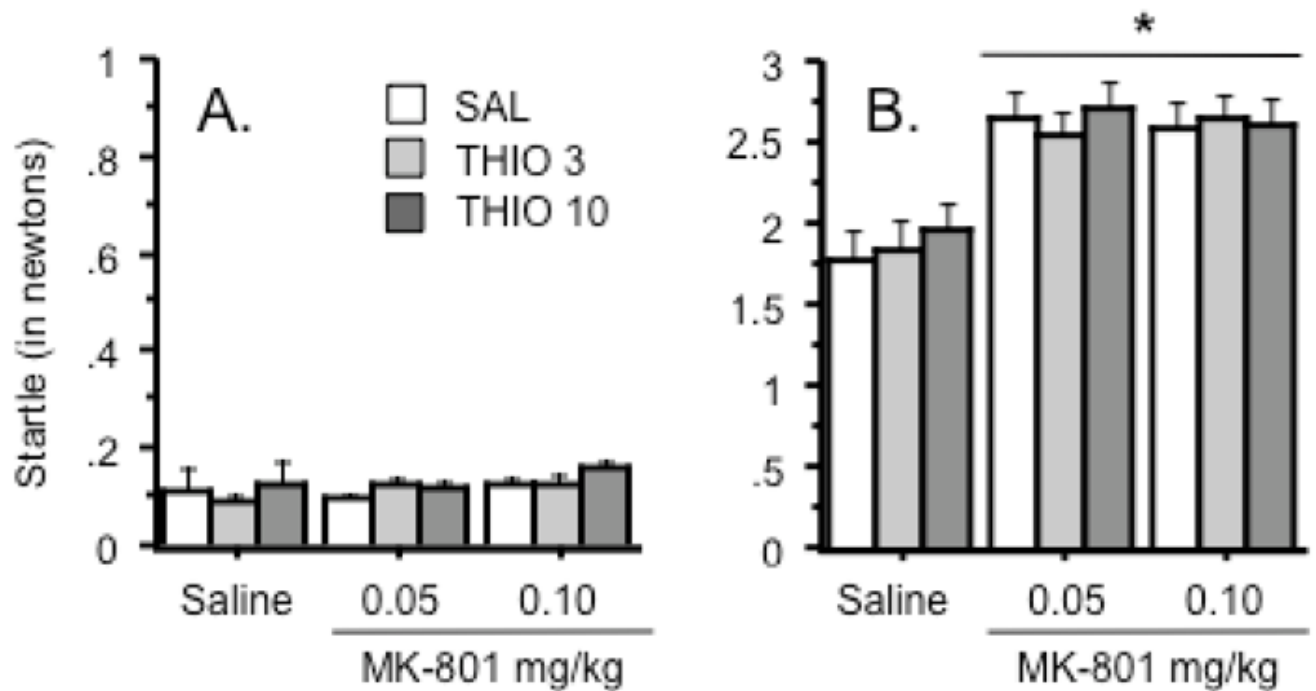 *
A.
SAL
THIO 3
THIO 10
Startle (in newtons)
1
.8
.6
.4
.2
0
Saline
0.05
0.10
MK-801 mg/kg
B.
3
2.5
2
1.5
1
.5
0
Saline
0.05
0.10
MK-801 mg/kg